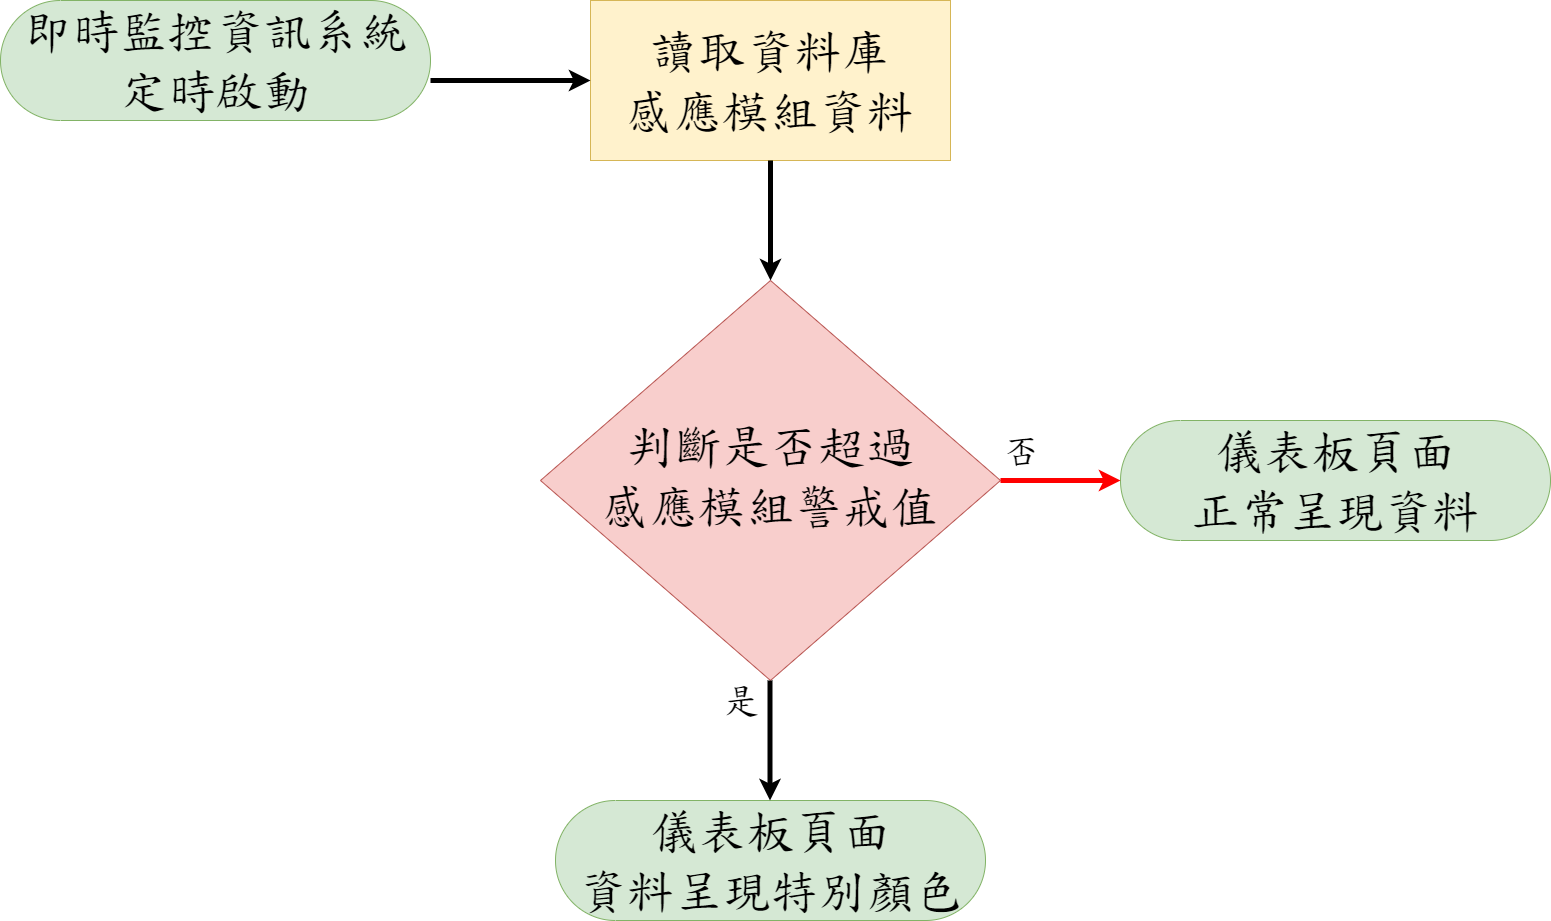 即時監控資訊系統
定時啟動
讀取資料庫
感應模組資料
判斷是否超過
感應模組警戒值
否
儀表板頁面
正常呈現資料
是
儀表板頁面
資料呈現特別顏色